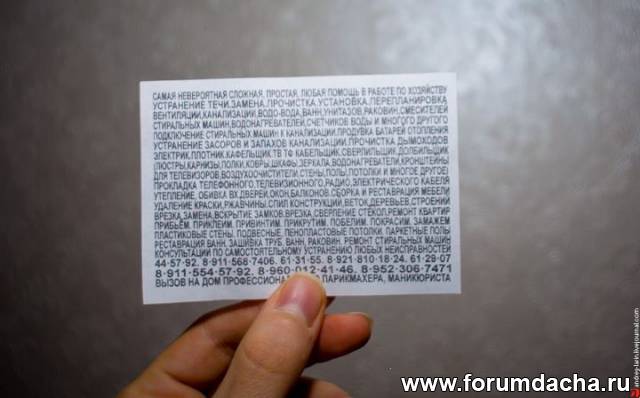 САМАЯ НЕВЕРОЯТНАЯ СЛОЖНАЯ, ПРОСТАЯ, ЛЮБАЯ ПОМОЩЬ В РАБОТЕ ПО ХОЗЯЙСТВУ
УСТРАНЕНИЕ ТЕЧИ,ЗАМЕНА,ПРОЧИСТКА,УСТАНОВКА,ПЕРЕПЛАНИРОВКА
ВЕНТИЛЯЦИИ,КАНАЛИЗАЦИИ,ВОДО-ВОДА,ВАНН,УНИТАЗОВ,РАКОВИН,СМЕСИТЕЛЕЙ
СТИРАЛЬНЫХ МАШИН,ВОДОНАГРЕВАТЕЛЕЙ,СЧЕТЧИКОВ ВОДЫ И МНОГОГО ДРУГОГО
ПОДКЛЮЧЕНИЕ СТИРАЛЬНЫХ МАШИН К КАНАЛИЗАЦИИ,ПРОДУВКА БАТАРЕЙ ОТОПЛЕНИЯ
УСТРАНЕНИЕ ЗАСОРОВ И ЗАПАХОВ КАНАЛИЗАЦИИ,ПРОЧИСТКА ДЫМОХОДОВ
ЭЛЕКТРИК,ПЛОТНИК,КАФЕЛЬЩИК,ТВ ТФ КАБЕЛЬЩИК,СВЕРЛИЛЬЩИК,ДОЛБЕЛЬЩИК
(ЛЮСТРЫ,КАРНИЗЫ,ПОЛКИ,КОВРЫ,ШКАФЫ,ЗЕРКАЛА,ВОДОНАГРЕВАТЕЛИ,КРОНШТЕЙНЫ
ДЛЯ ТЕЛЕВИЗОРОВ,ВОЗДУХООЧИСТИТЕЛИ,СТЕНЫ,ПОЛЫ,ПОТОЛКИ И МНОГОЕ ДРУГОЕ)
ПРОКЛАДКА ТЕЛЕФОННОГО,ТЕЛЕВИЗИОННОГО,РАДИО,ЭЛЕКТРИЧЕСКОГО КАБЕЛЯ
УТЕПЛЕНИЕ, ОБИВКА ВХ.ДВЕРЕЙ,ОКОН,БАЛКОНОВ.СБОРКА И РЕСТАВРАЦИЯ МЕБЕЛИ
УДАЛЕНИЕ КРАСКИ,РЖАВЧИНЫ.СПИЛ КОНСТРУКЦИИ,ВЕТОК,ДЕРЕВЬЕВ,СТРОЕНИЙ
ВРЕЗКА,ЗАМЕНА,ВСКРЫТИЕ ЗАМКОВ.ВРЕЗКА,СВЕРЛЕНИЕ СТЕКОЛ.РЕМОНТ КВАРТИР
ПРИБЬЁМ, ПРИКЛЕИМ, ПРИВИНТИМ, ПРИКРУТИМ, ПОБЕЛИМ, ПОКРАСИМ, ЗАМАЖЕМ
ПЛАСТИКОВЫЕ СТЕНЫ, ПОДВЕСНЫЕ, ПЕНОПЛАСТОВЫЕ ПОТОЛКИ, ПАРКЕТНЫЕ ПОЛЫ
РЕСТАВРАЦИЯ ВАНН, ЗАШИВКА ТРУБ, ВАНН, РАКОВИН, РЕМОНТ СТИРАЛЬНЫХ МАШИН
КОНСУЛЬТАЦИИ ПО САМОСТОЯТЕЛЬНОМУ УСТРАНЕНИЮ ЛЮБЫХ НЕИСПРАВНОСТЕЙ
44-57-92. 8-911-568-7406. 61-31-55. 8-921-810-18-24. 61-29-07
8-911-554-57-92. 8-960-012-41-46. 8-952-306-7471
ВЫЗОВ НА ДОМ ПАРИКМАХЕРА, МАНИКЮРИСТА
www.forumdacha.ru